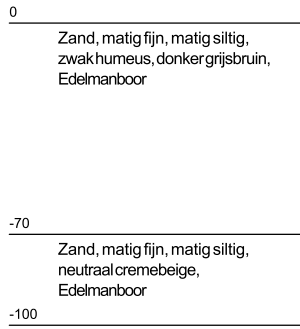 0
Zand, matig fijn, matig siltig,
zwak humeus, donker grijsbruin,
Edelmanboor
-70
Zand, matig fijn, matig siltig,
neutraal cremebeige,
Edelmanboor
-100